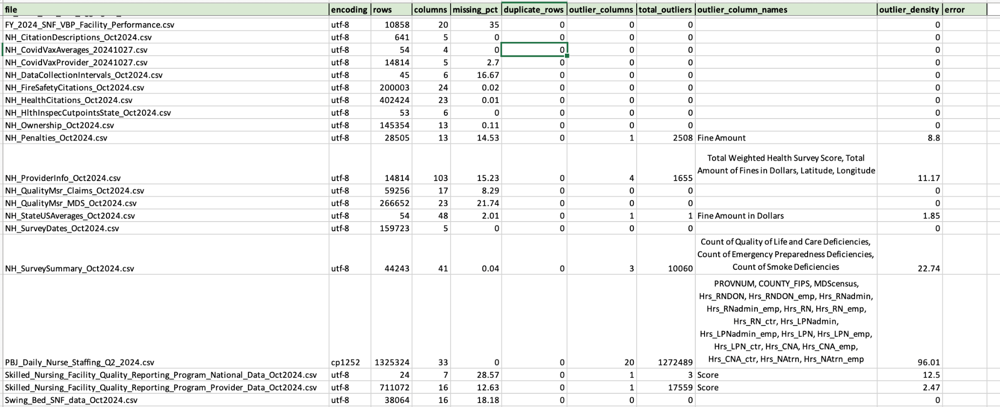 file encoding rows columns missing_pct duplicate_rows outlier_columns total_outliers outlier_column_names outlier_density error
FY_2024_SNF_VBP_Facility_Performance.csv utf-8 10858 20 35 0 0 0 0
NH_CitationDescriptions_Oct2024.csv utf-8 641 5 0 0 0 0 0
NH_CovidVaxAverages_20241027.csv utf-8 54 4 0 0 0 0 0
NH_CovidVaxProvider_20241027.csv utf-8 14814 5 2.7 0 0 0 0
NH_DataCollectionIntervals_Oct2024.csv utf-8 45 6 16.67 0 0 0 0
NH_FireSafetyCitations_Oct2024.csv utf-8 200003 24 0.02 0 0 0 0
NH_HealthCitations_Oct2024.csv utf-8 402424 23 0.01 0 0 0 0
NH_HlthInspecCutpointsState_Oct2024.csv utf-8 53 6 0 0 0 0 0
NH_Ownership_Oct2024.csv utf-8 145354 13 0.11 0 0 0 0
NH_Penalties_Oct2024.csv utf-8 28505 13 14.53 0 1 2508 Fine Amount 8.8
Total Weighted Health Survey Score, Total
Amount of Fines in Dollars, Latitude, Longitude
NH_ProviderInfo_Oct2024.csv utf-8 14814 103 15.23 0 4 1655 11.17
NH_QualityMsr_Claims_Oct2024.csv utf-8 59256 17 8.29 0 0 0 0
NH_QualityMsr_MDS_Oct2024.csv utf-8 266652 23 21.74 0 0 0 0
NH_StateUSAverages_Oct2024.csv utf-8 54 48 2.01 0 1 1 Fine Amount in Dollars 1.85
NH_SurveyDates_Oct2024.csv utf-8 159723 5 0 0 0 0 0
Count of Quality of Life and Care Deficiencies,
Count of Emergency Preparedness Deficiencies,
NH_SurveySummary_Oct2024.csv utf-8 44243 41 0.04 0 3 10060 Count of Smoke Deficiencies 22.74
PROVNUM, COUNTY_FIPS, MDScensus,
Hrs_RNDON, Hrs_RNDON_emp, Hrs_RNadmin,
Hrs_RNadmin_emp, Hrs_RN, Hrs_RN_emp,
Hrs_RN_ctr, Hrs_LPNadmin,
Hrs_LPNadmin_emp, Hrs_LPN, Hrs_LPN_emp,
Hrs_LPN_ctr, Hrs_CNA, Hrs_CNA_emp,
PBJ_Daily_Nurse_Staffing_Q2_2024.csv cp1252 1325324 33 0 0 20 1272489 Hrs_CNA_ctr, Hrs_NAtrn, Hrs_NAtrn_emp 96.01
Skilled_Nursing_Facility_Quality_Reporting_Program_National_Data_Oct2024.csv utf-8 24 7 28.57 0 1 3 Score 12.5
Skilled_Nursing_Facility_Quality_Reporting_Program_Provider_Data_Oct2024.csv utf-8 711072 16 12.63 0 1 17559 Score 2.47
Swing_Bed_SNF_data_Oct2024.csv utf-8 38064 16 18.18 0 0 0 0